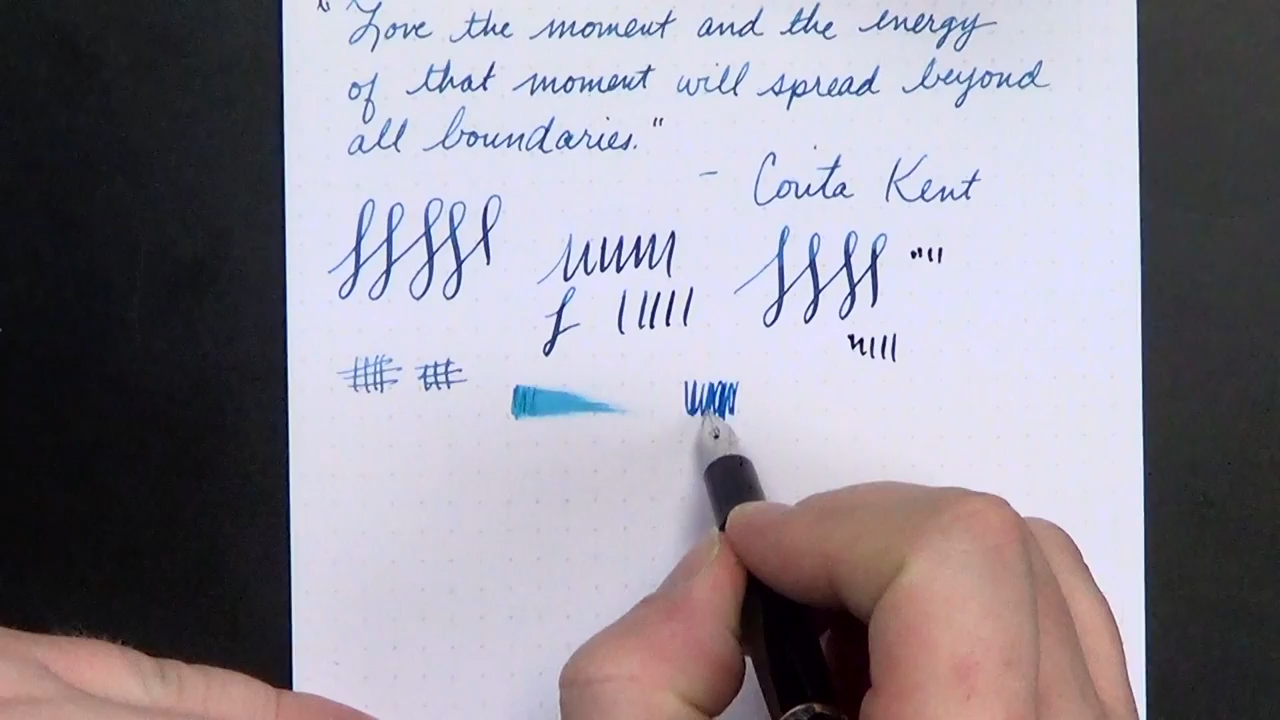 "Love the moment and the energy
of that moment will spread beyond
all boundaries."
- Corita Kent